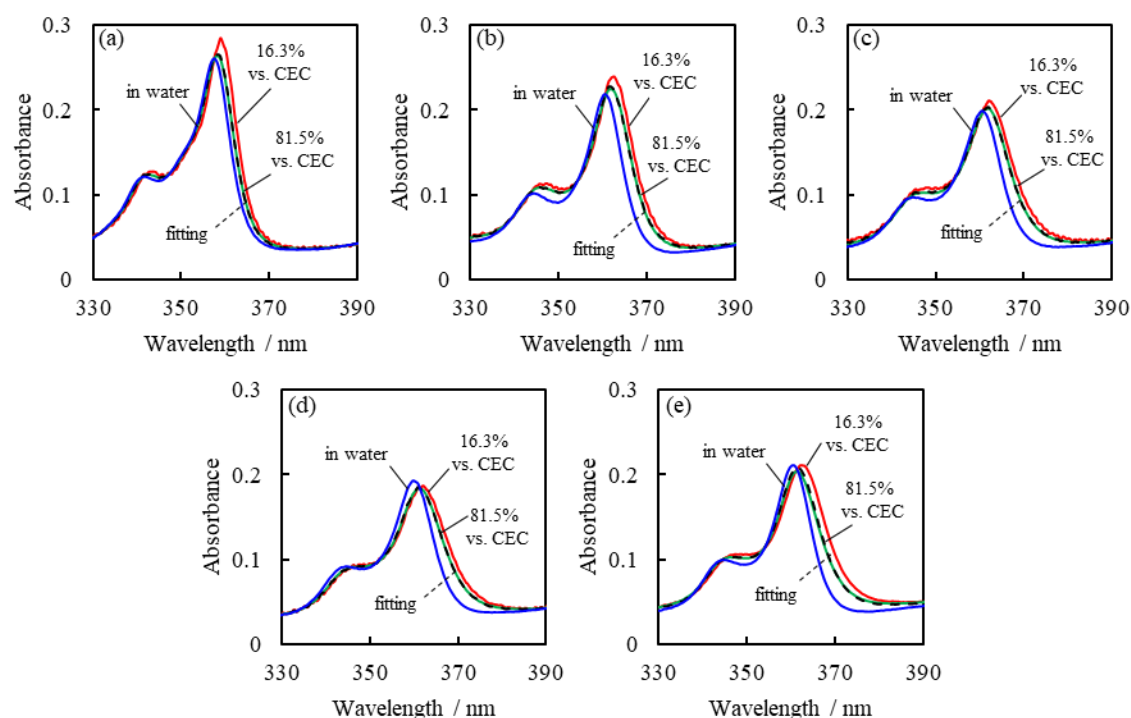 0.3
(a)
16.3%
vs. CEC
in water
0.2
Absorbance
81.5%
vs. CEC
0.1
fitting
0
330 350 370 390
Wavelength / nm
0.3
(b)
16.3%
vs. CEC
in water
0.2
Absorbance
81.5%
vs. CEC
0.1
fitting
0
330 350 370 390
Wavelength / nm
0.3
(c)
16.3%
vs. CEC
in water
0.2
Absorbance
81.5%
vs. CEC
0.1
fitting
0
330 350 370 390
Wavelength / nm
0.3
(d)
16.3%
vs. CEC
in water
0.2
Absorbance
81.5%
vs. CEC
0.1
fitting
0
330 350 370 390
Wavelength / nm
0.3
(e)
16.3%
vs. CEC
in water
0.2
Absorbance
81.5%
vs. CEC
0.1
fitting
0
330 350 370 390
Wavelength / nm